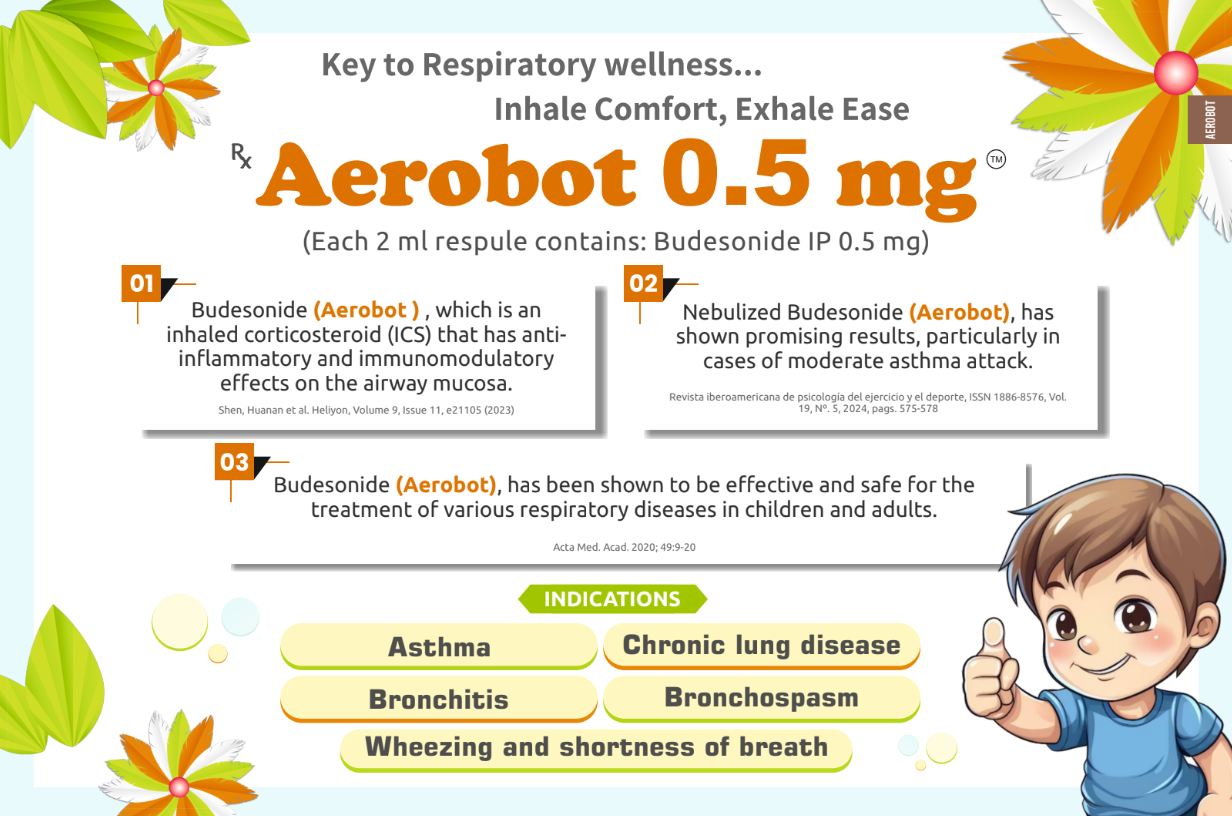 Key to Respiratory wellness...
Inhale Comfort, Exhale Ease
AEROBOT
Rx Aerobot 0.5 mg ™
(Each 2 ml respule contains: Budesonide IP 0.5 mg)
01
Budesonide (Aerobot ) , which is an
inhaled corticosteroid (ICS) that has anti-
inflammatory and immunomodulatory
effects on the airway mucosa.
Shen, Huanan et al. Heliyon, Volume 9, Issue 11, e21105 (2023)
02
Nebulized Budesonide (Aerobot), has
shown promising results, particularly in
cases of moderate asthma attack.
Revista iberoamericana de psicología del ejercicio y el deporte, ISSN 1886-8576, Vol.
19, Nº. 5, 2024, pags. 575-578
03
Budesonide (Aerobot), has been shown to be effective and safe for the
treatment of various respiratory diseases in children and adults.
Acta Med. Acad. 2020; 49:9-20
INDICATIONS
Asthma
Chronic lung disease
Bronchitis
Bronchospasm
Wheezing and shortness of breath